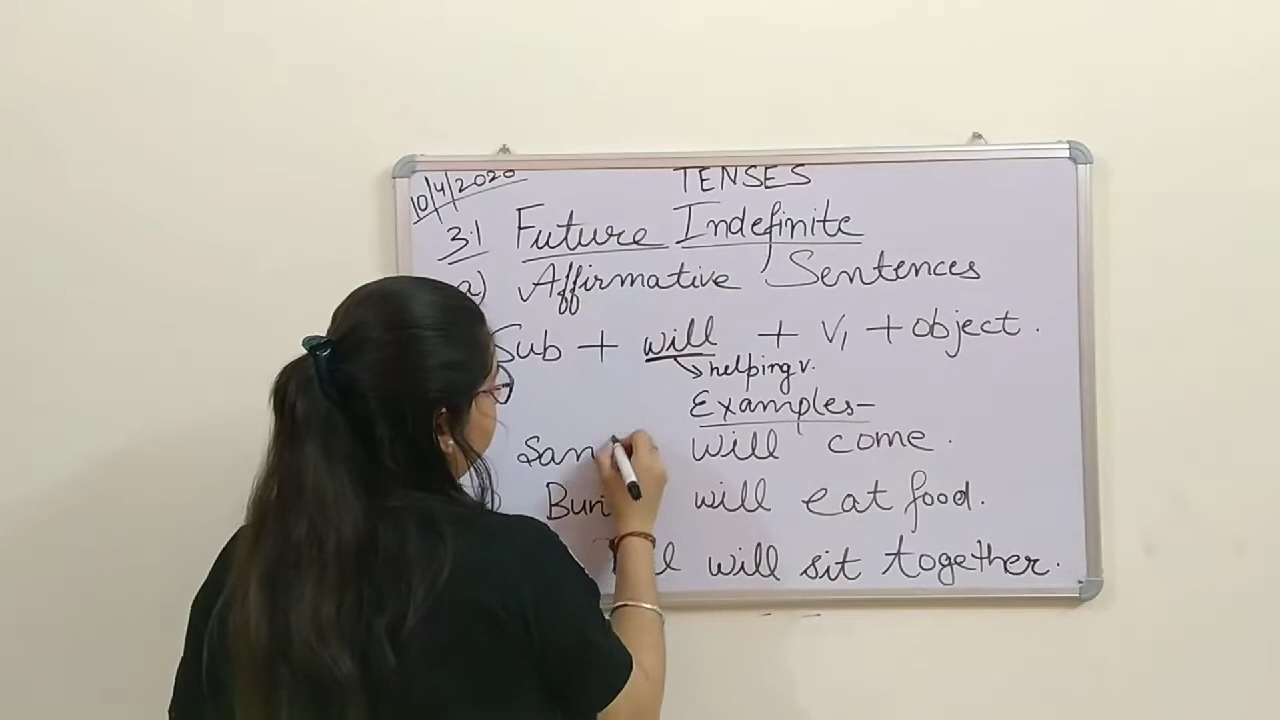 10/4/2020 TENSES
3.1 Future Indefinite
a) Affirmative Sentences
Sub + will + V1 + object.
helping v.
Examples-
will come.
will eat food.
will sit together.